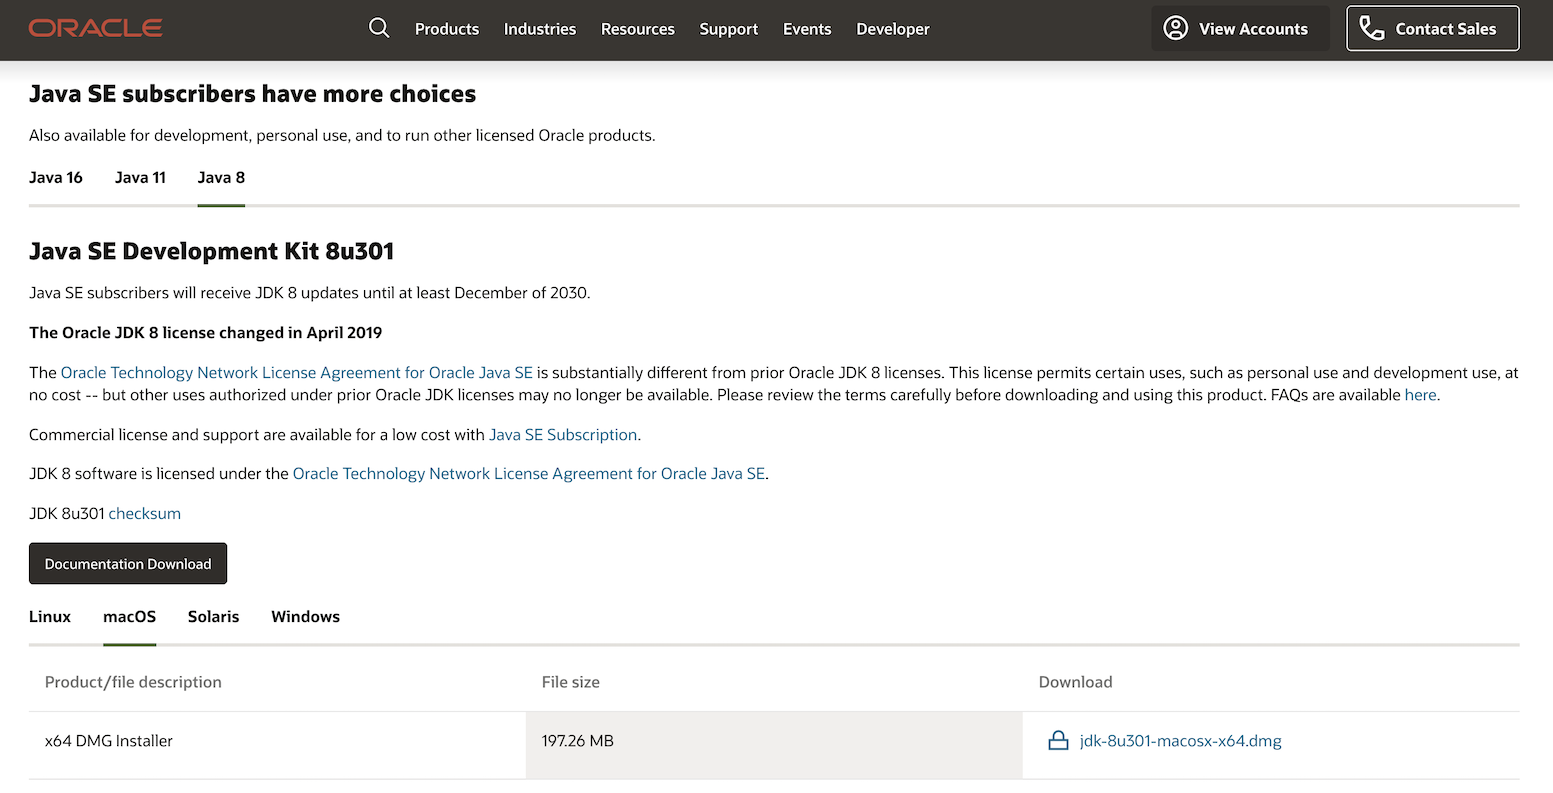 ORACLE Products Industries Resources Support Events Developer View Accounts Contact Sales
Java SE subscribers have more choices
Also available for development, personal use, and to run other licensed Oracle products.
Java 16 Java 11 Java 8
Java SE Development Kit 8u301
Java SE subscribers will receive JDK 8 updates until at least December of 2030.
The Oracle JDK 8 license changed in April 2019
The Oracle Technology Network License Agreement for Oracle Java SE is substantially different from prior Oracle JDK 8 licenses. This license permits certain uses, such as personal use and development use, at
no cost -- but other uses authorized under prior Oracle JDK licenses may no longer be available. Please review the terms carefully before downloading and using this product. FAQs are available here.
Commercial license and support are available for a low cost with Java SE Subscription.
JDK 8 software is licensed under the Oracle Technology Network License Agreement for Oracle Java SE.
JDK 8u301 checksum
Documentation Download
Linux macOS Solaris Windows
Product/file description File size Download
x64 DMG Installer 197.26 MB jdk-8u301-macosx-x64.dmg